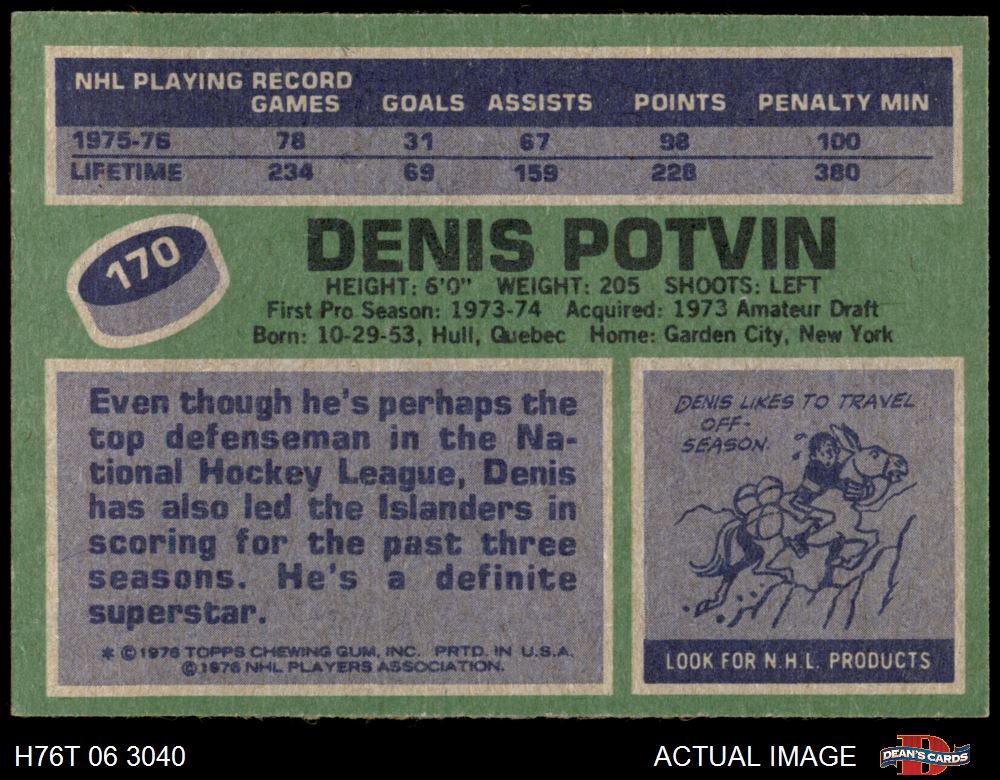 NHL PLAYING RECORD
GAMES GOALS ASSISTS POINTS PENALTY MIN
1975-76 78 31 67 98 100
LIFETIME 234 69 159 228 380
170
DENIS POTVIN
HEIGHT: 6'0" WEIGHT: 205 SHOOTS: LEFT
First Pro Season: 1973-74 Acquired: 1973 Amateur Draft
Born: 10-29-53, Hull, Quebec Home: Garden City, New York
Even though he's perhaps the
top defenseman in the Na-
tional Hockey League, Denis
has also led the Islanders in
scoring for the past three
seasons. He's a definite
superstar.
* © 1976 TOPPS CHEWING GUM, INC. PRTD. IN U.S.A.
© 1976 NHL PLAYERS ASSOCIATION.
DENIS LIKES TO TRAVEL
OFF-
SEASON.
LOOK FOR N.H.L. PRODUCTS
H76T 06 3040
ACTUAL IMAGE
DEAN'S CARDS